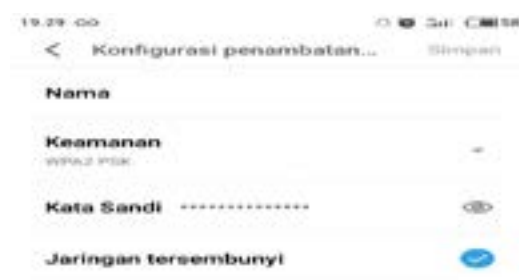 19.29
Konfigurasi penambatan... Simpan
Nama
Keamanan
WPA2 PSK
Kata Sandi ••••••••••••••
Jaringan tersembunyi